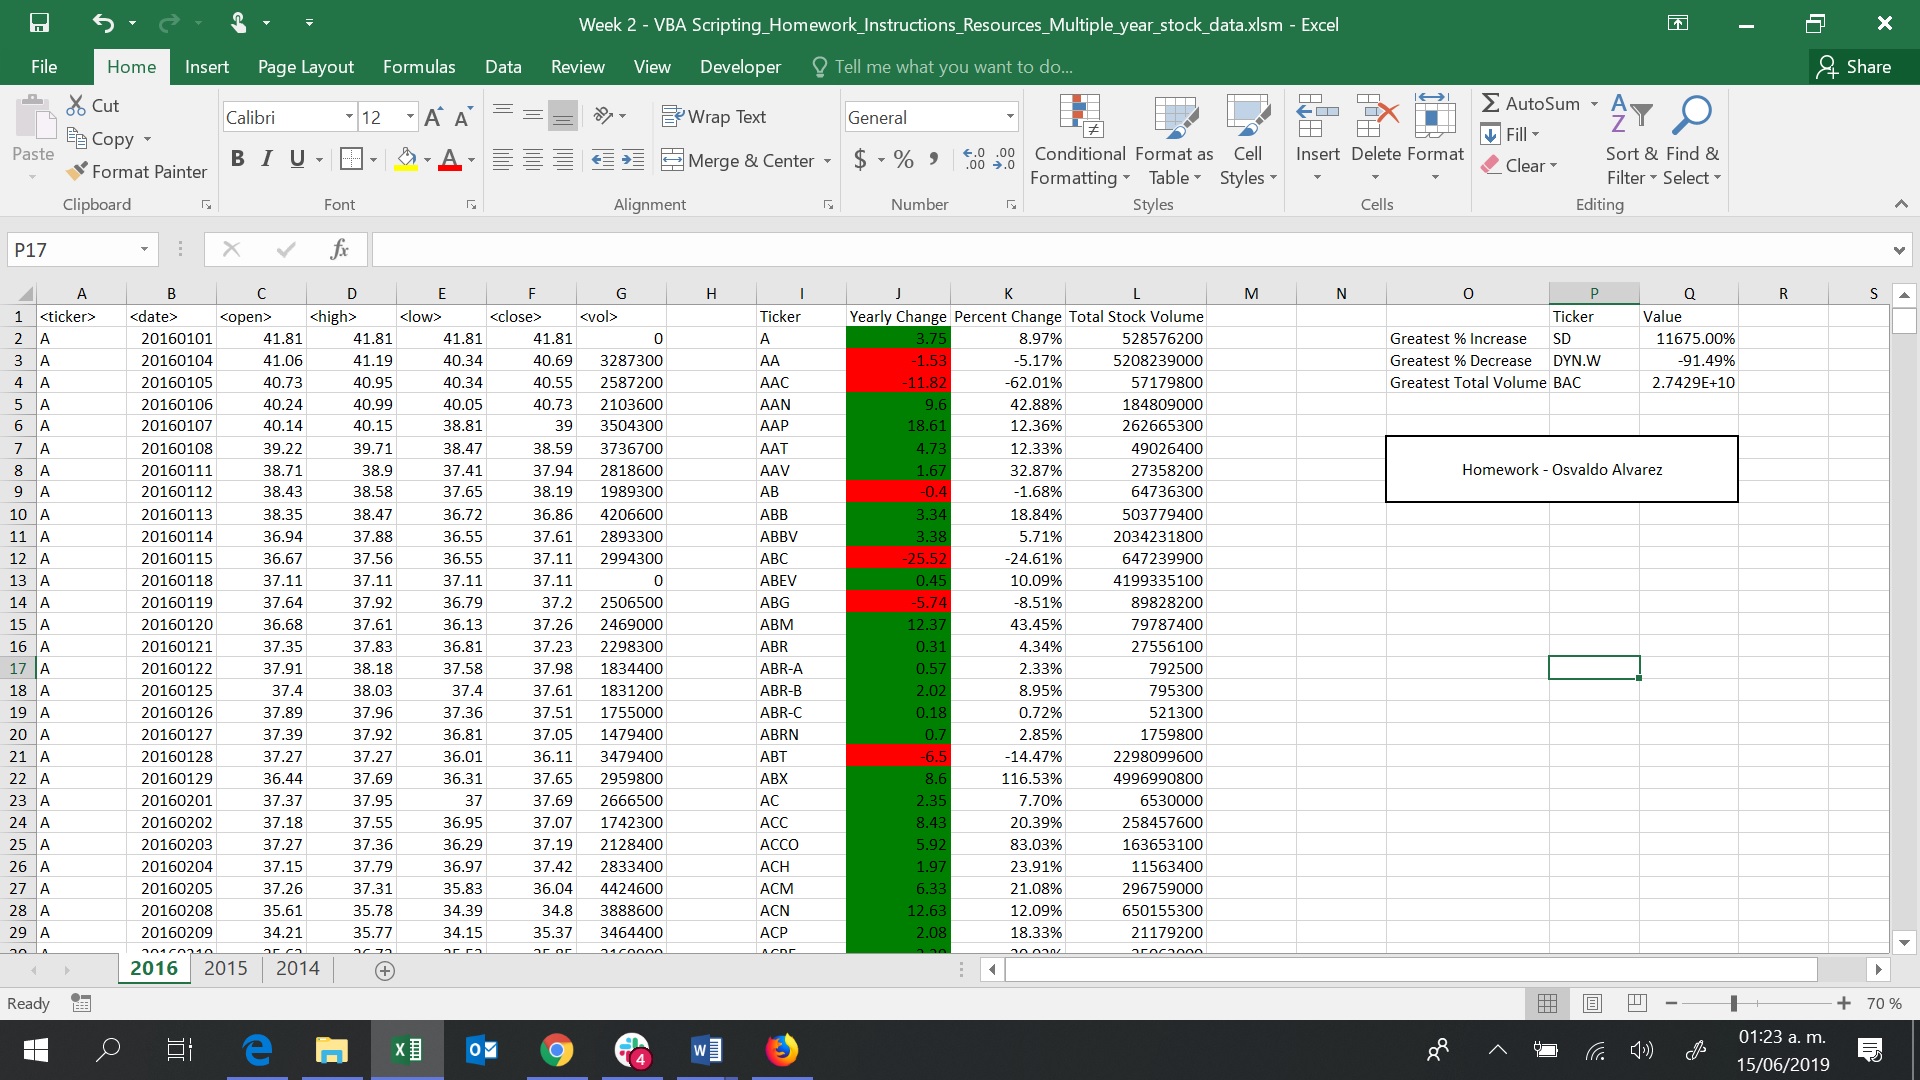 Week 2 - VBA Scripting_Homework_Instructions_Resources_Multiple_year_stock_data.xlsm - Excel
File Home Insert Page Layout Formulas Data Review View Developer Tell me what you want to do... Share
Paste Cut Copy Format Painter Clipboard
Calibri 12 A A B I U A Font
Wrap Text Merge & Center Alignment
General $ % , Number
Conditional Formatting Format as Table Cell Styles Styles
Insert Delete Format Cells
AutoSum Fill Clear Sort & Filter Find & Select Editing
P17 fx
A B C D E F G H I J K L M N O P Q R S
1 <ticker> <date> <open> <high> <low> <close> <vol> Ticker Yearly Change Percent Change Total Stock Volume Ticker Value
2 A 20160101 41.81 41.81 41.81 41.81 0 A 3.75 8.97% 528576200 Greatest % Increase SD 11675.00%
3 A 20160104 41.06 41.19 40.34 40.69 3287300 AA -1.53 -5.17% 5208239000 Greatest % Decrease DYN.W -91.49%
4 A 20160105 40.73 40.95 40.34 40.55 2587200 AAC -11.82 -62.01% 57179800 Greatest Total Volume BAC 2.7429E+10
5 A 20160106 40.24 40.99 40.05 40.73 2103600 AAN 9.6 42.88% 184809000
6 A 20160107 40.14 40.15 38.81 39 3504300 AAP 18.61 12.36% 262665300
7 A 20160108 39.22 39.71 38.47 38.59 3736700 AAT 4.73 12.33% 49026400
8 A 20160111 38.71 38.9 37.41 37.94 2818600 AAV 1.67 32.87% 27358200 Homework - Osvaldo Alvarez
9 A 20160112 38.43 38.58 37.65 38.19 1989300 AB -0.4 -1.68% 64736300
10 A 20160113 38.35 38.47 36.72 36.86 4206600 ABB 3.34 18.84% 503779400
11 A 20160114 36.94 37.88 36.55 37.61 2893300 ABBV 3.38 5.71% 2034231800
12 A 20160115 36.67 37.56 36.55 37.11 2994300 ABC -25.52 -24.61% 647239900
13 A 20160118 37.11 37.11 37.11 37.11 0 ABEV 0.45 10.09% 4199335100
14 A 20160119 37.64 37.92 36.79 37.2 2506500 ABG -5.74 -8.51% 89828200
15 A 20160120 36.68 37.61 36.13 37.26 2469000 ABM 12.37 43.45% 79787400
16 A 20160121 37.35 37.83 36.81 37.23 2298300 ABR 0.31 4.34% 27556100
17 A 20160122 37.91 38.18 37.58 37.98 1834400 ABR-A 0.57 2.33% 792500
18 A 20160125 37.4 38.03 37.4 37.61 1831200 ABR-B 2.02 8.95% 795300
19 A 20160126 37.89 37.96 37.36 37.51 1755000 ABR-C 0.18 0.72% 521300
20 A 20160127 37.39 37.92 36.81 37.05 1479400 ABRN 0.7 2.85% 1759800
21 A 20160128 37.27 37.27 36.01 36.11 3479400 ABT -6.5 -14.47% 2298099600
22 A 20160129 36.44 37.69 36.31 37.65 2959800 ABX 8.6 116.53% 4996990800
23 A 20160201 37.37 37.95 37 37.69 2666500 AC 2.35 7.70% 6530000
24 A 20160202 37.18 37.55 36.95 37.07 1742300 ACC 8.43 20.39% 258457600
25 A 20160203 37.27 37.36 36.29 37.19 2128400 ACCO 5.92 83.03% 163653100
26 A 20160204 37.15 37.79 36.97 37.42 2833400 ACH 1.97 23.91% 11563400
27 A 20160205 37.26 37.31 35.83 36.04 4424600 ACM 6.33 21.08% 296759000
28 A 20160208 35.61 35.78 34.39 34.8 3888600 ACN 12.63 12.09% 650155300
29 A 20160209 34.21 35.77 34.15 35.37 3464400 ACP 2.08 18.33% 21179200
2016 2015 2014
Ready 70 %
4 01:23 a. m.
15/06/2019